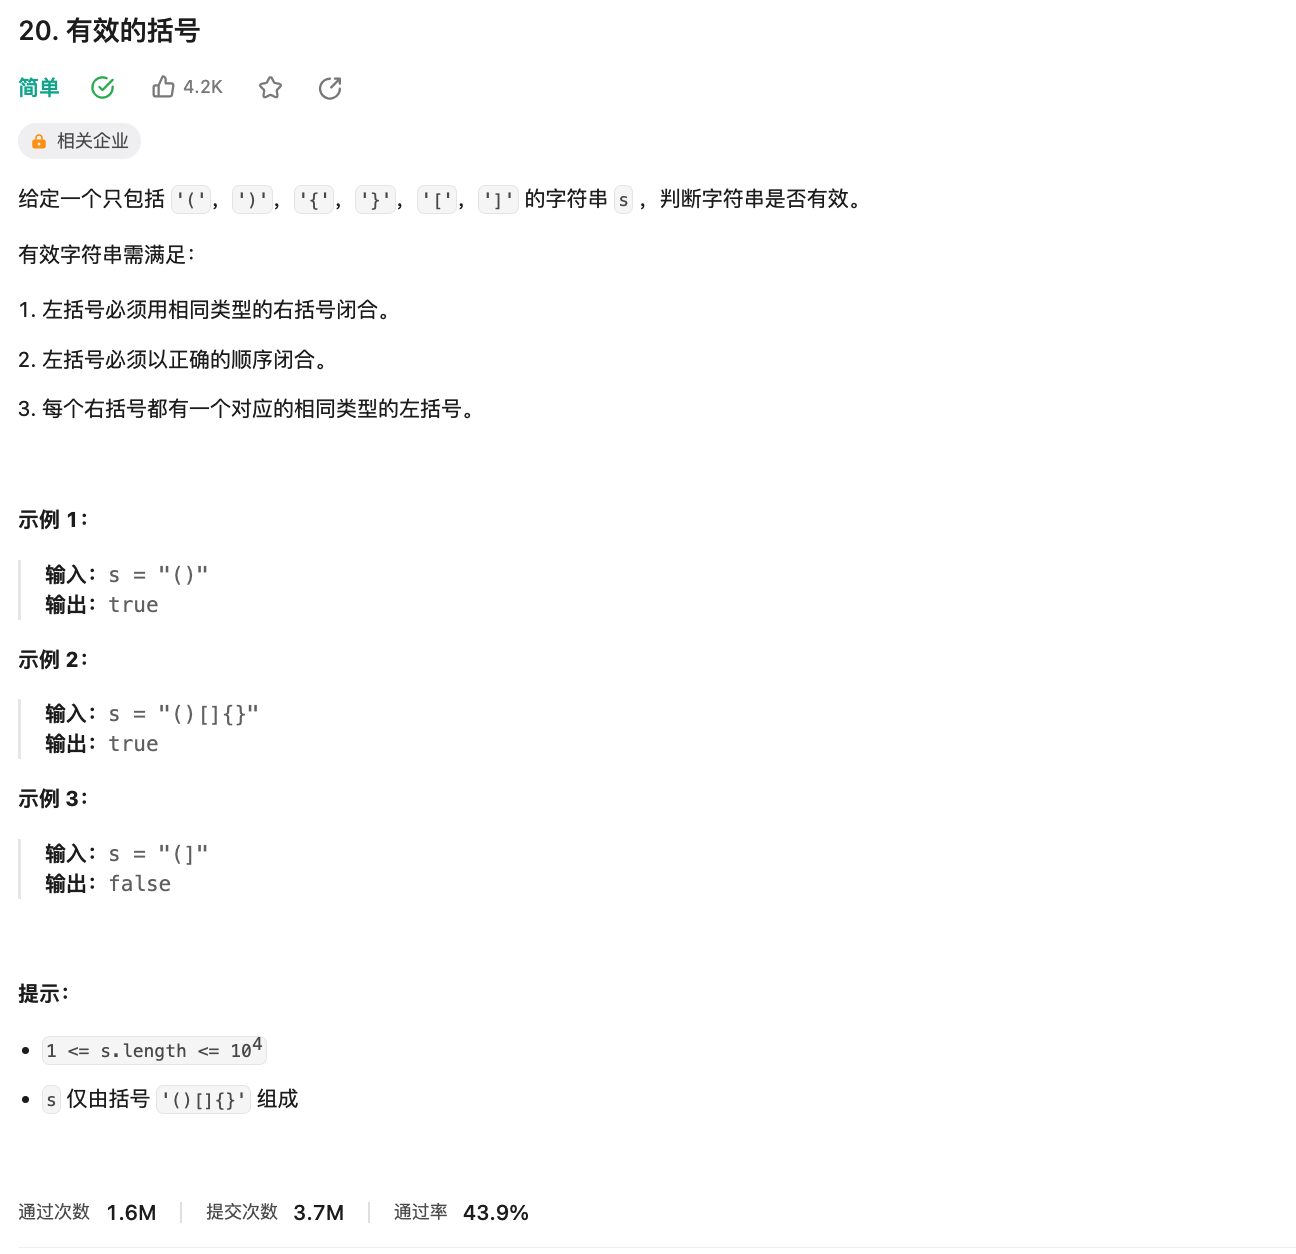 20. 有效的括号
简单 4.2K
相关企业
给定一个只包括 '(', ')', '{', '}', '[', ']' 的字符串 s ，判断字符串是否有效。
有效字符串需满足：
1. 左括号必须用相同类型的右括号闭合。
2. 左括号必须以正确的顺序闭合。
3. 每个右括号都有一个对应的相同类型的左括号。
示例 1：
输入：s = "()"
输出：true
示例 2：
输入：s = "()[]{}"
输出：true
示例 3：
输入：s = "(]"
输出：false
提示：
• 1 <= s.length <= 10⁴
• s 仅由括号 '()[]{}' 组成
通过次数 1.6M 提交次数 3.7M 通过率 43.9%